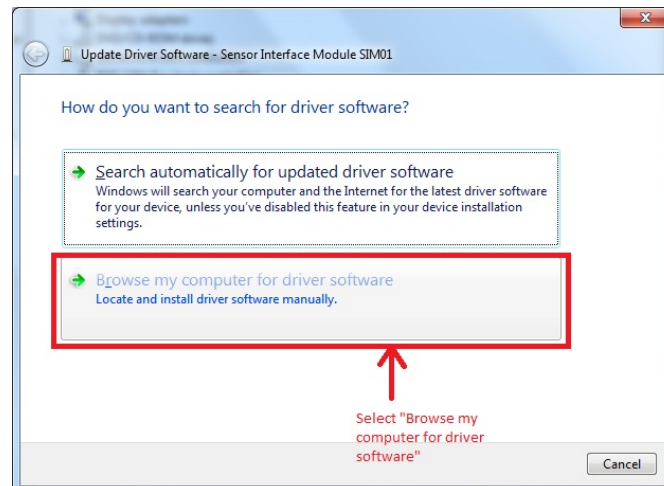 Display adapters
Update Driver Software - Sensor Interface Module SIM01
How do you want to search for driver software?
Search automatically for updated driver software
Windows will search your computer and the Internet for the latest driver software
for your device, unless you've disabled this feature in your device installation
settings.
Browse my computer for driver software
Locate and install driver software manually.
Select "Browse my
computer for driver
software"
Cancel